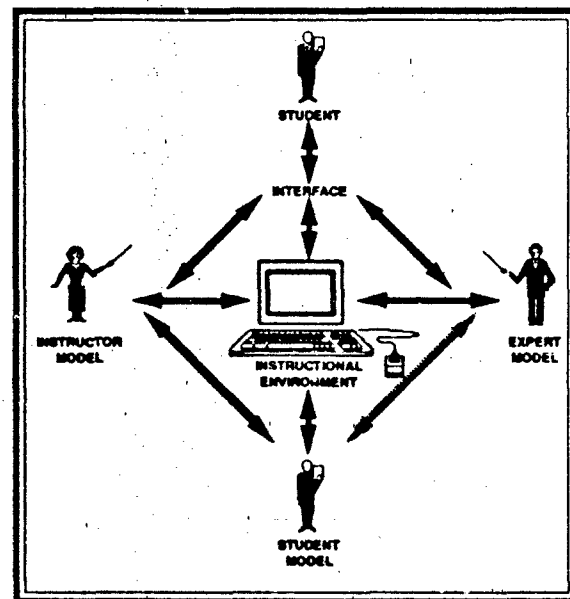 STUDENT
INTERFACE
INSTRUCTOR
MODEL
EXPERT
MODEL
INSTRUCTIONAL
ENVIRONMENT
STUDENT
MODEL